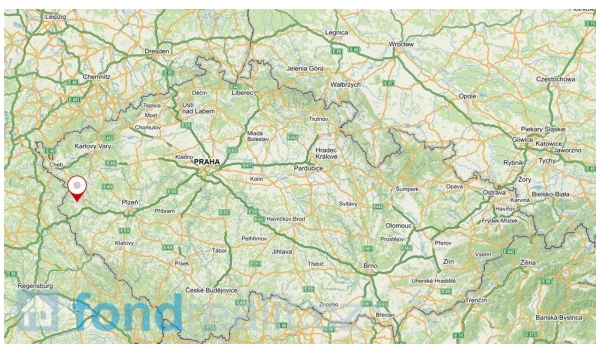 Leipzig
Legnica
Wrocław
Dresden
Jelenia Góra
Chemnitz
Wałbrzych
Częstochowa
Děčín
Liberec
Opole
Teplice
Ústí
nad Labem
Most
Trutnov
Chomutov
Mladá
Boleslav
Piekary Śląskie
Gliwice
Katowice
Karlovy Vary
Hradec
Králové
Jaworzno
Kladno
PRAHA
Tychy
Rybnik
Cheb
Pardubice
Kolín
Żory
Opava
Šumperk
Ostrava
Bielsko-Biała
Karviná
Plzeň
Svitavy
Havířov
Příbram
Frýdek-Místek
Havlíčkův Brod
Olomouc
Klatovy
Pelhřimov
Prostějov
Přerov
Tábor
Jihlava
Vsetín
Písek
Třebíč
Brno
Zlín
Žilina
Uherské Hradiště
Regensburg
České Budějovice
Trenčín
Znojmo
Břeclav
Banská Bystrica
fond